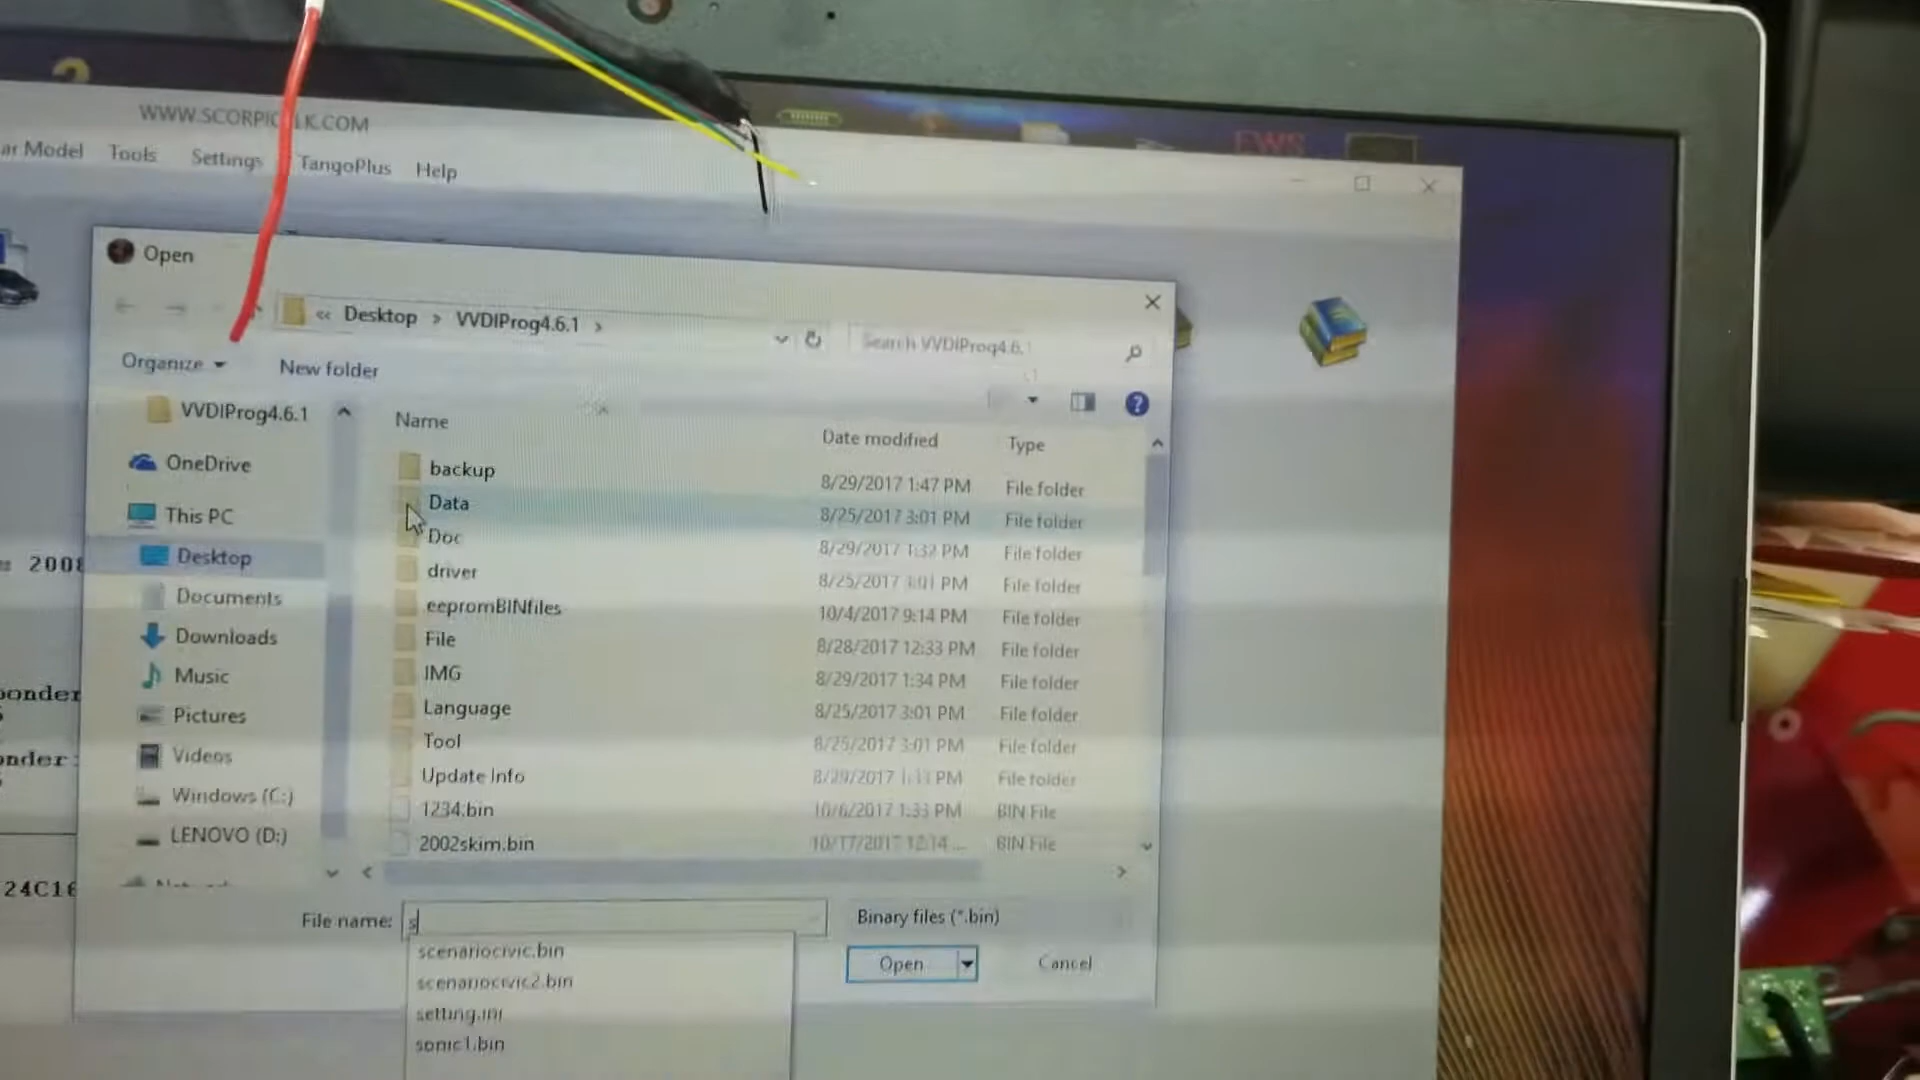 WWW.SCORPIO-LK.COM
ar Model Tools Settings TangoPlus Help
EWS
Open
« Desktop > VVDIProg4.6.1 >
Search VVDIProg4.6.1
Organize New folder
VVDIProg4.6.1
OneDrive
This PC
Desktop
Documents
Downloads
Music
Pictures
Videos
Windows (C:)
LENOVO (D:)
Name Date modified Type
backup 8/29/2017 1:47 PM File folder
Data 8/25/2017 3:01 PM File folder
Doc 8/29/2017 1:32 PM File folder
driver 8/25/2017 3:01 PM File folder
eepromBINfiles 10/4/2017 9:14 PM File folder
File 8/28/2017 12:33 PM File folder
IMG 8/29/2017 1:34 PM File folder
Language 8/25/2017 3:01 PM File folder
Tool 8/25/2017 3:01 PM File folder
Update Info 8/29/2017 1:33 PM File folder
1234.bin 10/6/2017 1:33 PM BIN File
2002skim.bin 10/17/2017 12:14 ... BIN File
File name: s
Binary files (*.bin)
scenariocivic.bin
scenariocivic2.bin
setting.ini
sonic1.bin
Open Cancel
2008
ponder
onder
24C16